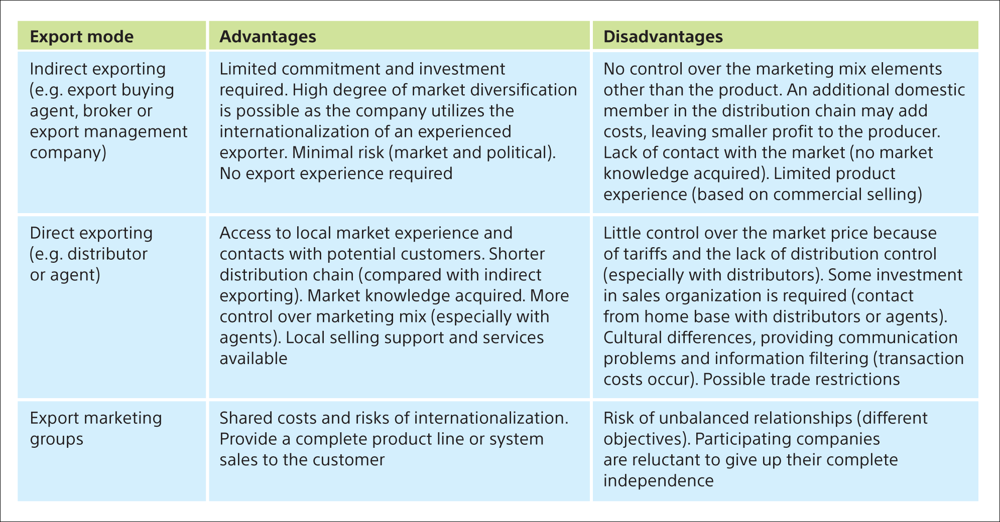 Export mode
Advantages
Disadvantages
Indirect exporting
(e.g. export buying
agent, broker or
export management
company)
Limited commitment and investment
required. High degree of market diversification
is possible as the company utilizes the
internationalization of an experienced
exporter. Minimal risk (market and political).
No export experience required
No control over the marketing mix elements
other than the product. An additional domestic
member in the distribution chain may add
costs, leaving smaller profit to the producer.
Lack of contact with the market (no market
knowledge acquired). Limited product
experience (based on commercial selling)
Direct exporting
(e.g. distributor
or agent)
Access to local market experience and
contacts with potential customers. Shorter
distribution chain (compared with indirect
exporting). Market knowledge acquired. More
control over marketing mix (especially with
agents). Local selling support and services
available
Little control over the market price because
of tariffs and the lack of distribution control
(especially with distributors). Some investment
in sales organization is required (contact
from home base with distributors or agents).
Cultural differences, providing communication
problems and information filtering (transaction
costs occur). Possible trade restrictions
Export marketing
groups
Shared costs and risks of internationalization.
Provide a complete product line or system
sales to the customer
Risk of unbalanced relationships (different
objectives). Participating companies
are reluctant to give up their complete
independence